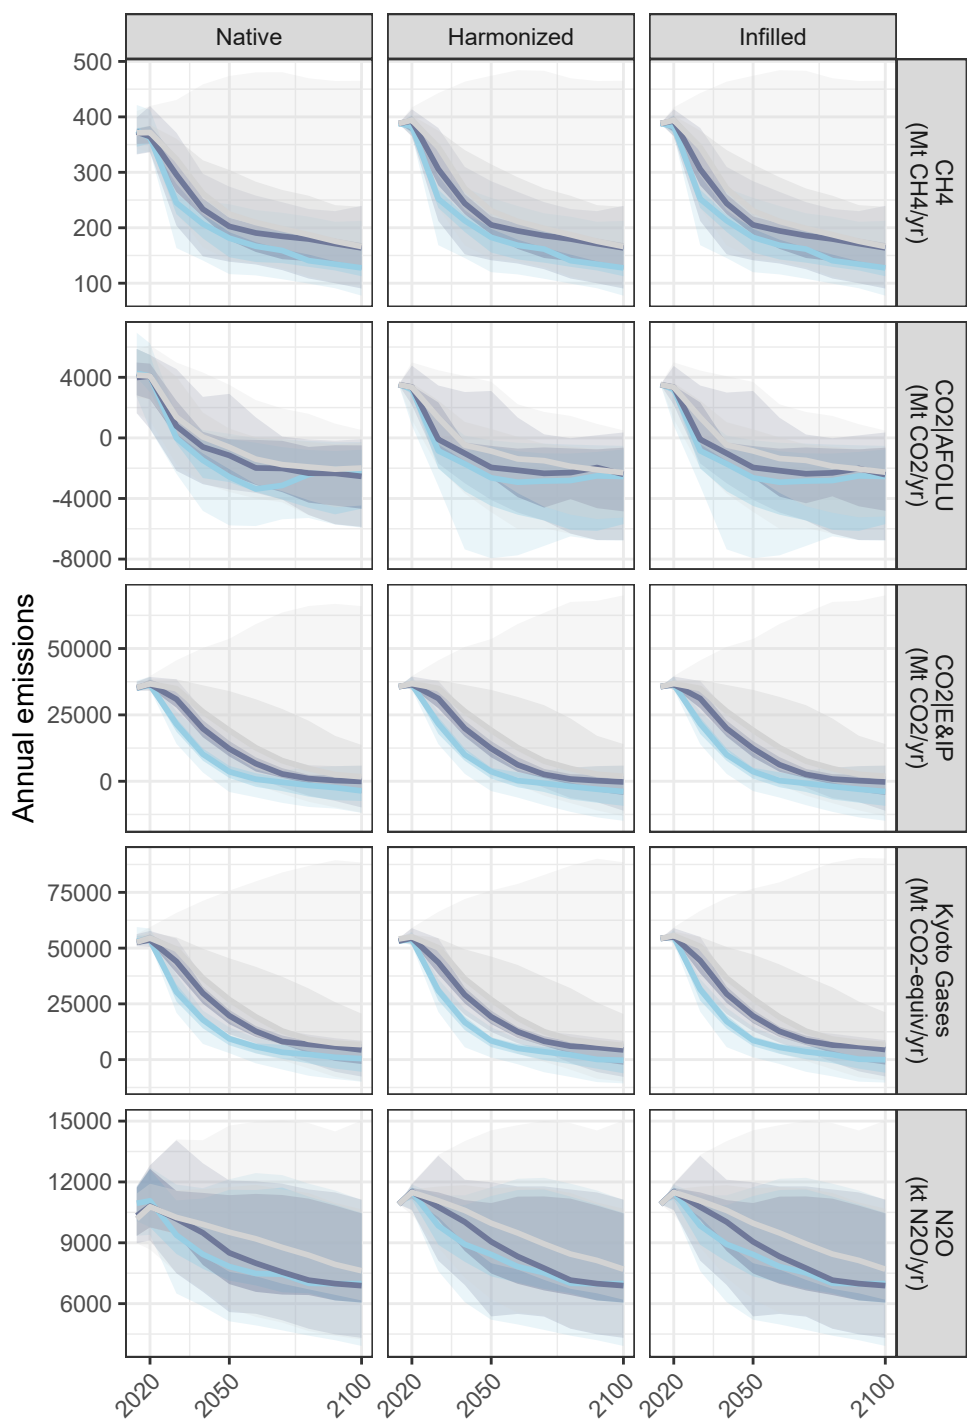 Native
Harmonized
Infilled
Annual emissions
500
400
300
200
100
CH4
(Mt CH4/yr)
4000
0
-4000
-8000
CO2|AFOLU
(Mt CO2/yr)
50000
25000
0
CO2|E&IP
(Mt CO2/yr)
75000
50000
25000
0
Kyoto Gases
(Mt CO2-equiv/yr)
15000
12000
9000
6000
N2O
(kt N2O/yr)
2020 2050 2100 2020 2050 2100 2020 2050 2100